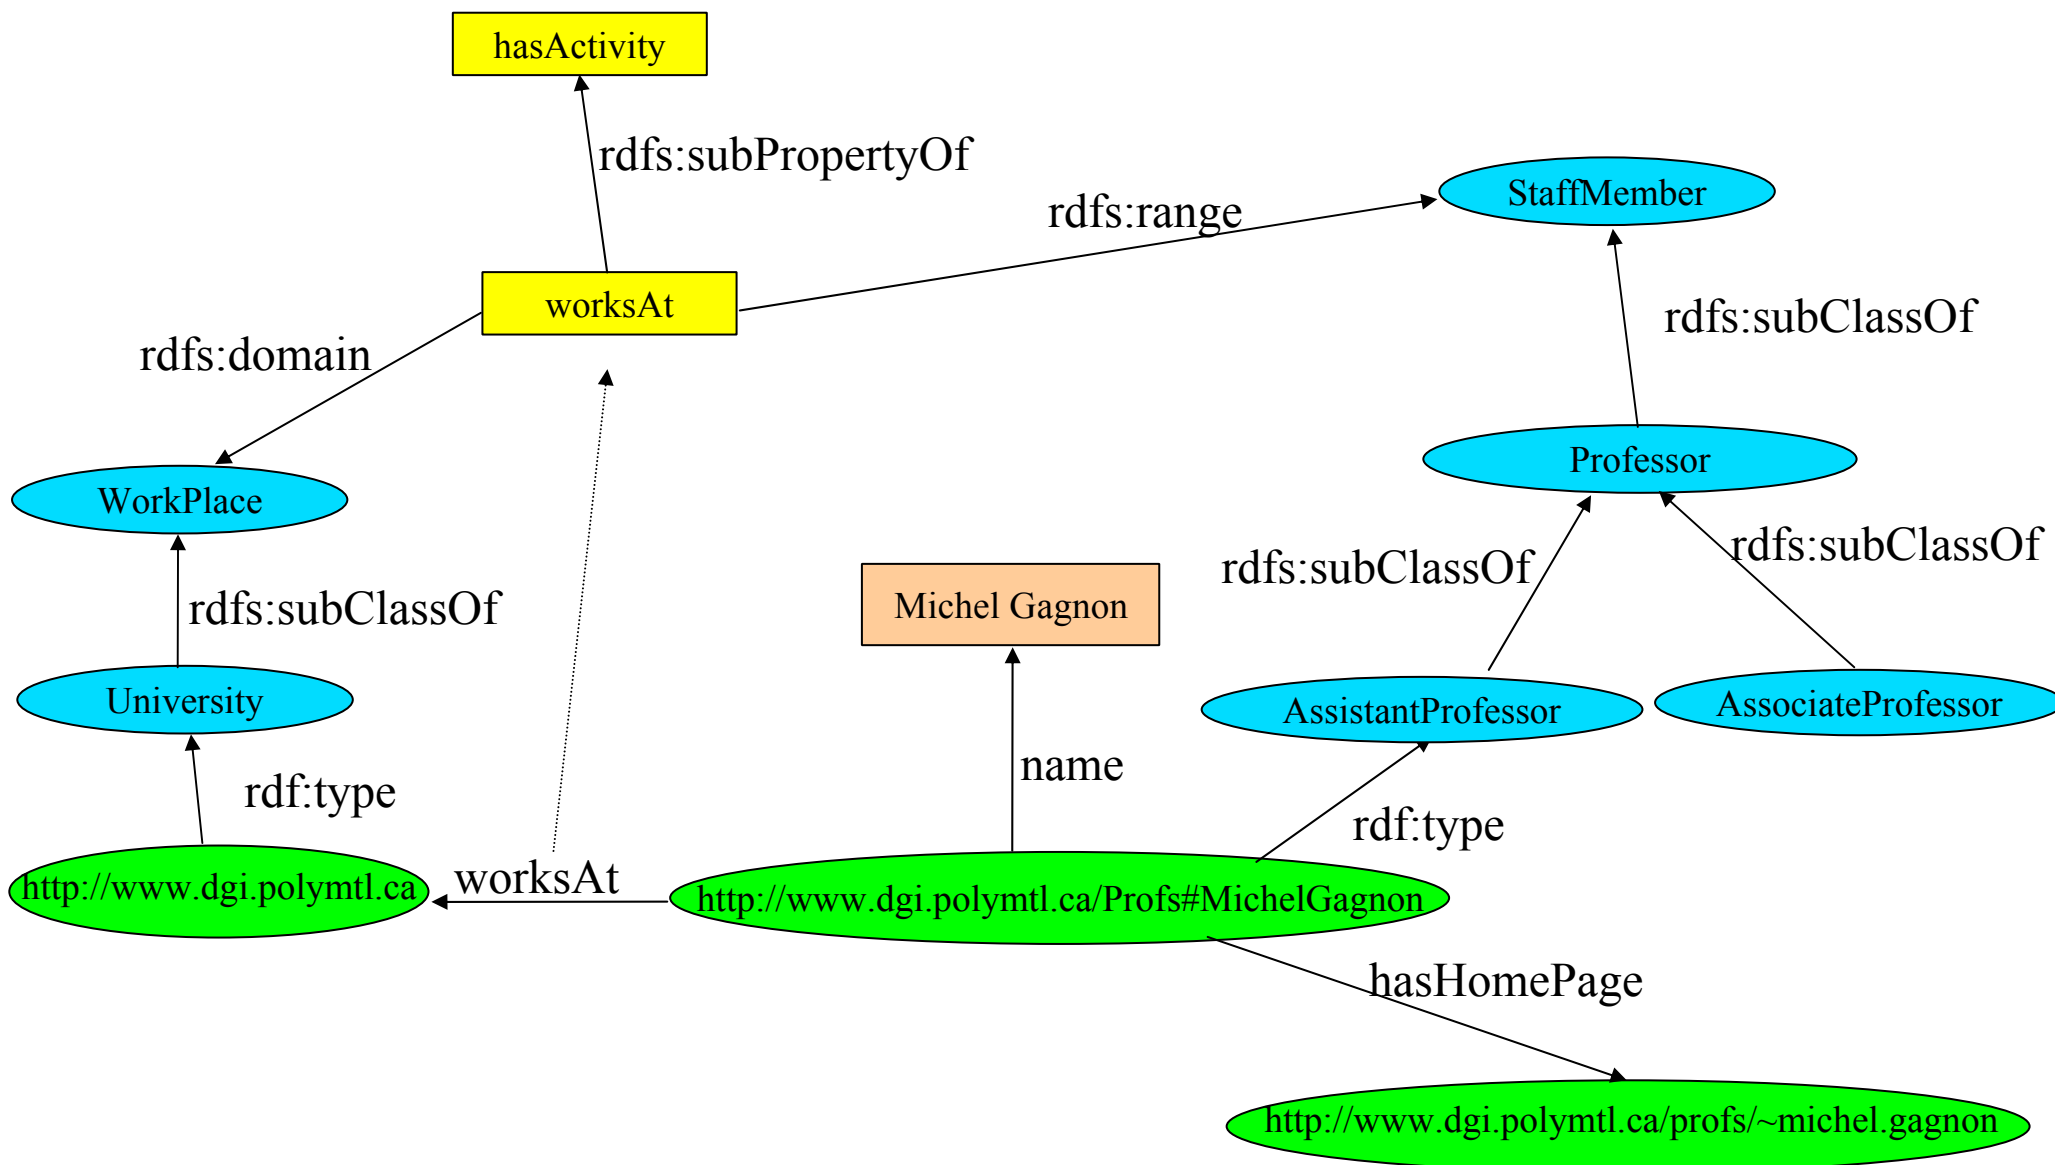 hasActivity
rdfs:subPropertyOf
StaffMember
rdfs:range
worksAt
rdfs:subClassOf
rdfs:domain
Professor
WorkPlace
rdfs:subClassOf
rdfs:subClassOf
rdfs:subClassOf
Michel Gagnon
University
AssistantProfessor
AssociateProfessor
name
rdf:type
rdf:type
http://www.dgi.polymtl.ca
worksAt
http://www.dgi.polymtl.ca/Profs#MichelGagnon
hasHomePage
http://www.dgi.polymtl.ca/profs/~michel.gagnon